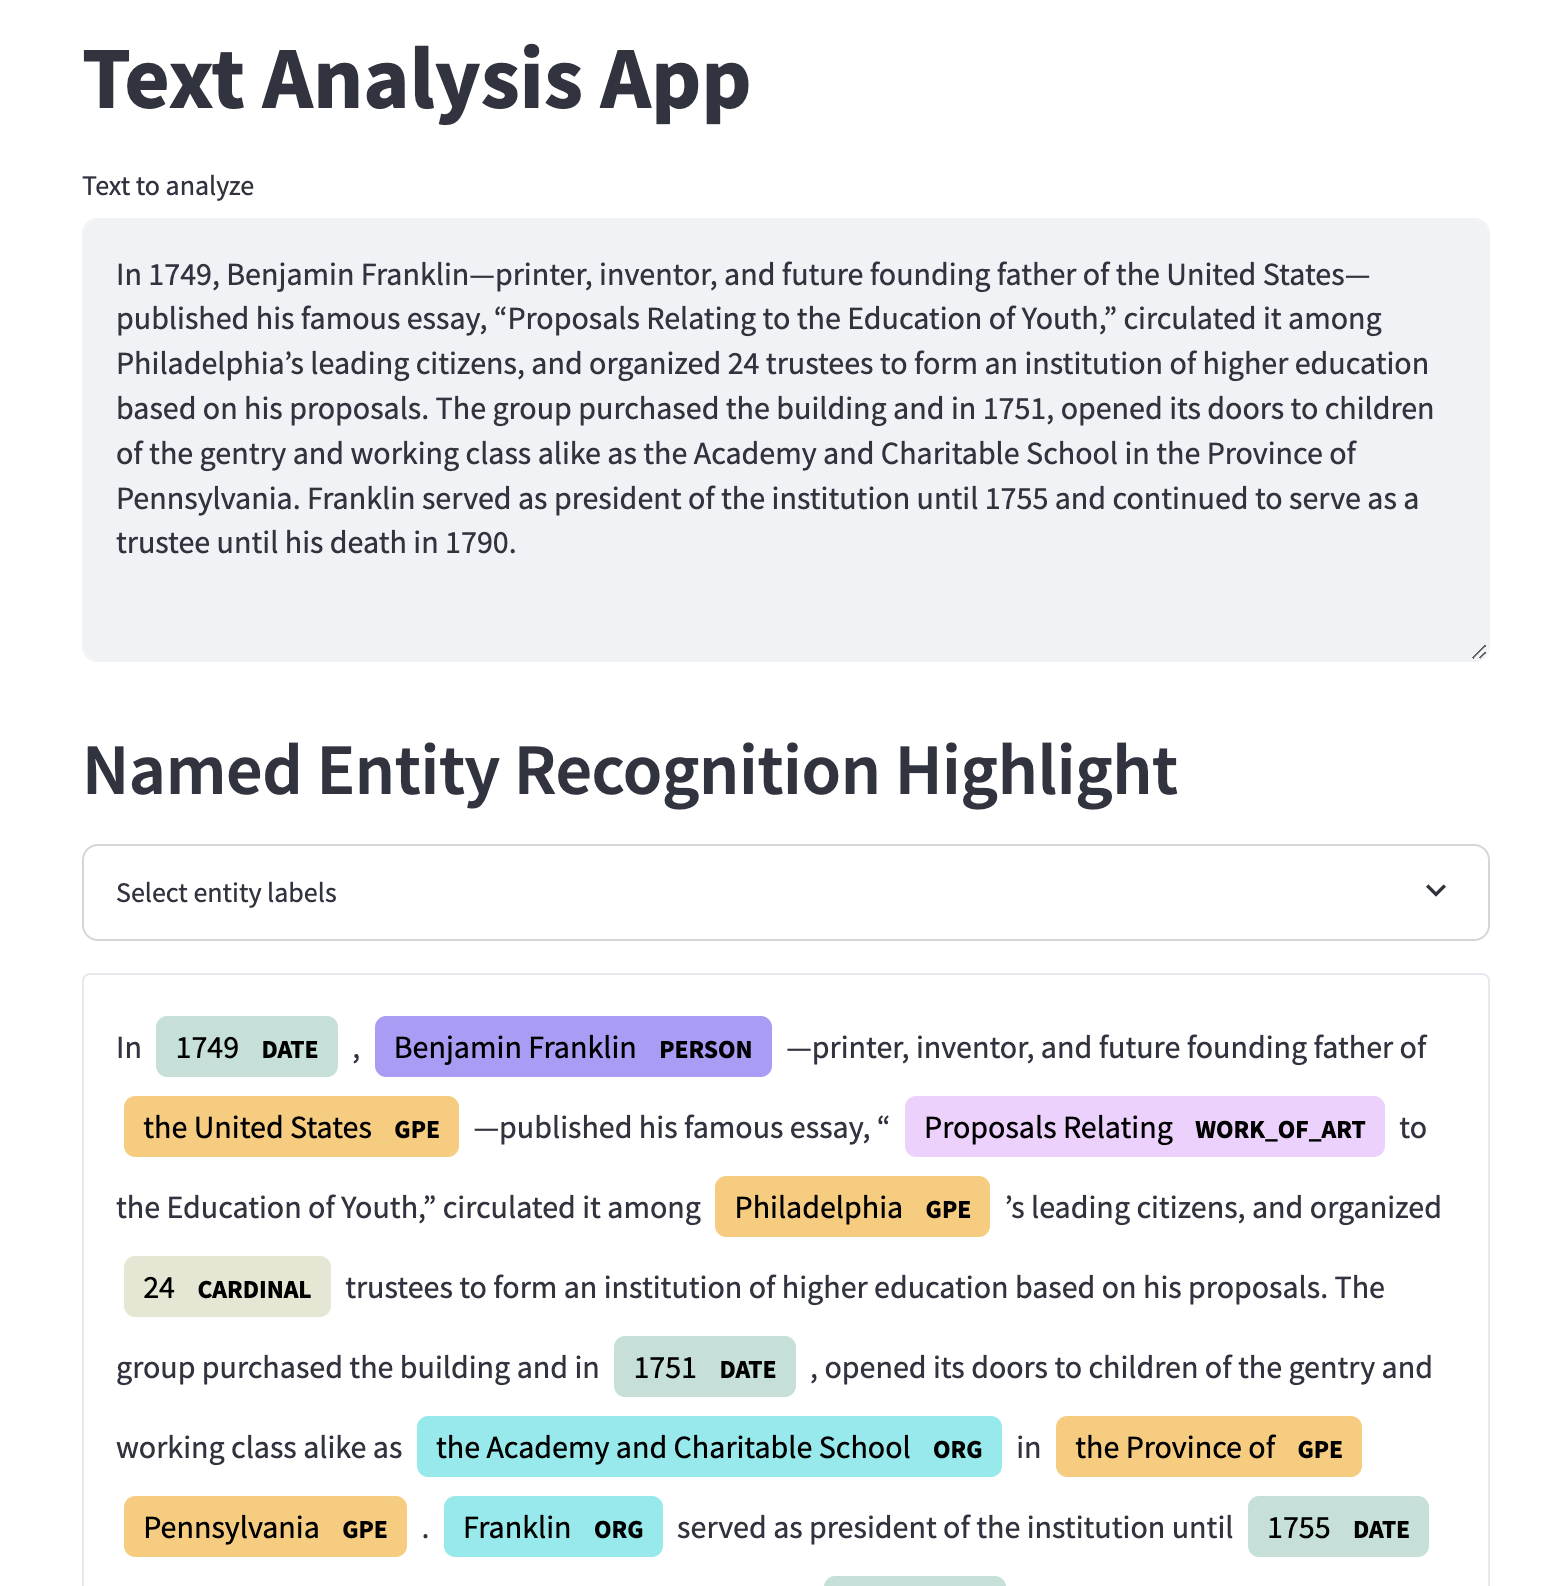 Text Analysis App
Text to analyze
In 1749, Benjamin Franklin—printer, inventor, and future founding father of the United States—
published his famous essay, “Proposals Relating to the Education of Youth,” circulated it among
Philadelphia’s leading citizens, and organized 24 trustees to form an institution of higher education
based on his proposals. The group purchased the building and in 1751, opened its doors to children
of the gentry and working class alike as the Academy and Charitable School in the Province of
Pennsylvania. Franklin served as president of the institution until 1755 and continued to serve as a
trustee until his death in 1790.
Named Entity Recognition Highlight
Select entity labels
In 1749 DATE , Benjamin Franklin PERSON —printer, inventor, and future founding father of
the United States GPE —published his famous essay, “ Proposals Relating WORK_OF_ART to
the Education of Youth,” circulated it among Philadelphia GPE ’s leading citizens, and organized
24 CARDINAL trustees to form an institution of higher education based on his proposals. The
group purchased the building and in 1751 DATE , opened its doors to children of the gentry and
working class alike as the Academy and Charitable School ORG in the Province of GPE
Pennsylvania GPE . Franklin ORG served as president of the institution until 1755 DATE